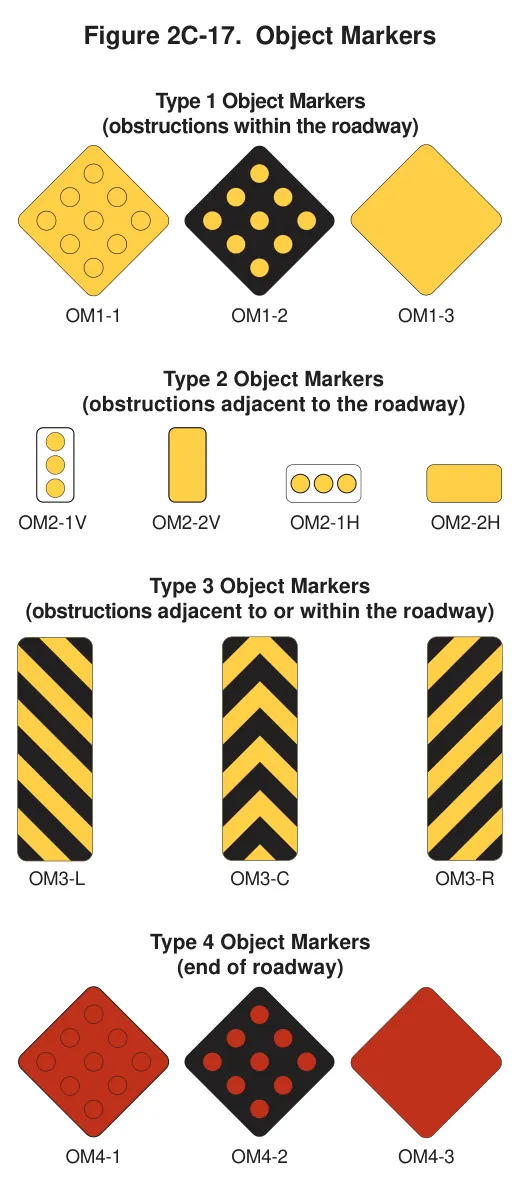 Figure 2C-17.  Object Markers
Type 1 Object Markers
(obstructions within the roadway)
OM1-1
OM1-2
OM1-3
Type 2 Object Markers
(obstructions adjacent to the roadway)
OM2-1V
OM2-2V
OM2-1H
OM2-2H
Type 3 Object Markers
(obstructions adjacent to or within the roadway)
OM3-L
OM3-C
OM3-R
Type 4 Object Markers
(end of roadway)
OM4-1
OM4-2
OM4-3